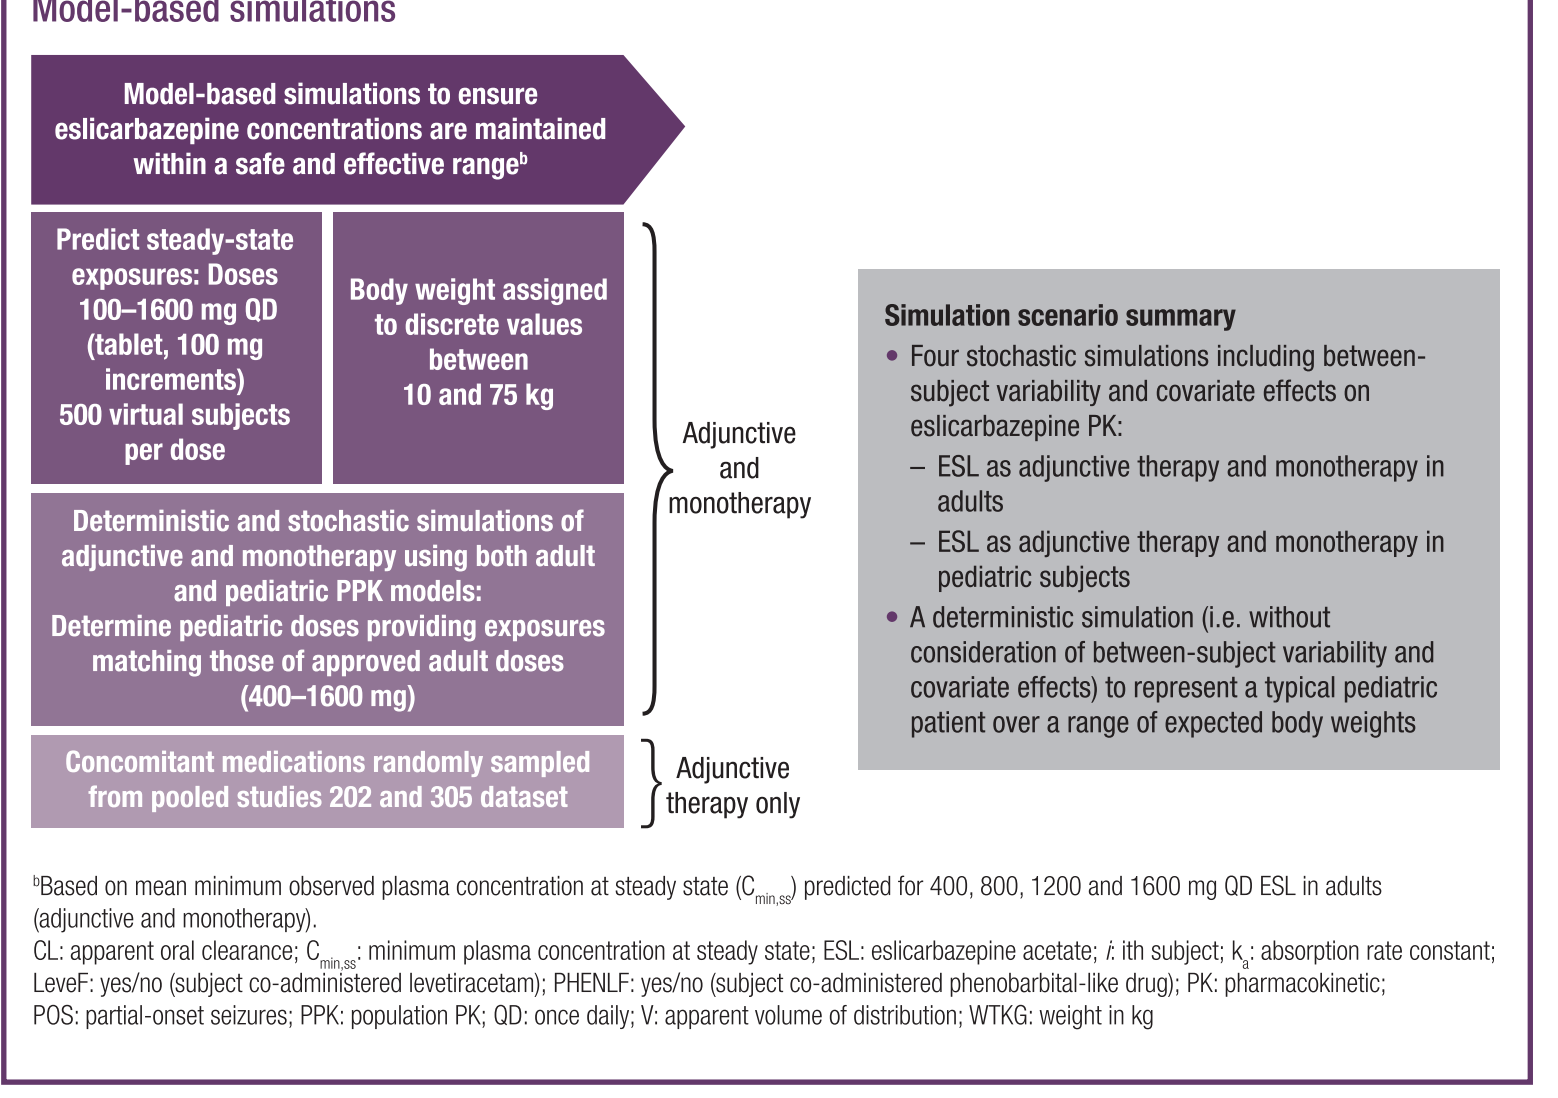 Model-based simulations
Model-based simulations to ensure
eslicarbazepine concentrations are maintained
within a safe and effective rangeᵇ
Predict steady-state
exposures: Doses
100–1600 mg QD
(tablet, 100 mg
increments)
500 virtual subjects
per dose
Body weight assigned
to discrete values
between
10 and 75 kg
Deterministic and stochastic simulations of
adjunctive and monotherapy using both adult
and pediatric PPK models:
Determine pediatric doses providing exposures
matching those of approved adult doses
(400–1600 mg)
Adjunctive
and
monotherapy
Concomitant medications randomly sampled
from pooled studies 202 and 305 dataset
Adjunctive
therapy only
Simulation scenario summary
• Four stochastic simulations including between-
subject variability and covariate effects on
eslicarbazepine PK:
– ESL as adjunctive therapy and monotherapy in
adults
– ESL as adjunctive therapy and monotherapy in
pediatric subjects
• A deterministic simulation (i.e. without
consideration of between-subject variability and
covariate effects) to represent a typical pediatric
patient over a range of expected body weights
ᵇBased on mean minimum observed plasma concentration at steady state (Cmin,ss) predicted for 400, 800, 1200 and 1600 mg QD ESL in adults
(adjunctive and monotherapy).
CL: apparent oral clearance; Cmin,ss: minimum plasma concentration at steady state; ESL: eslicarbazepine acetate; i: ith subject; ka: absorption rate constant;
LeveF: yes/no (subject co-administered levetiracetam); PHENLF: yes/no (subject co-administered phenobarbital-like drug); PK: pharmacokinetic;
POS: partial-onset seizures; PPK: population PK; QD: once daily; V: apparent volume of distribution; WTKG: weight in kg